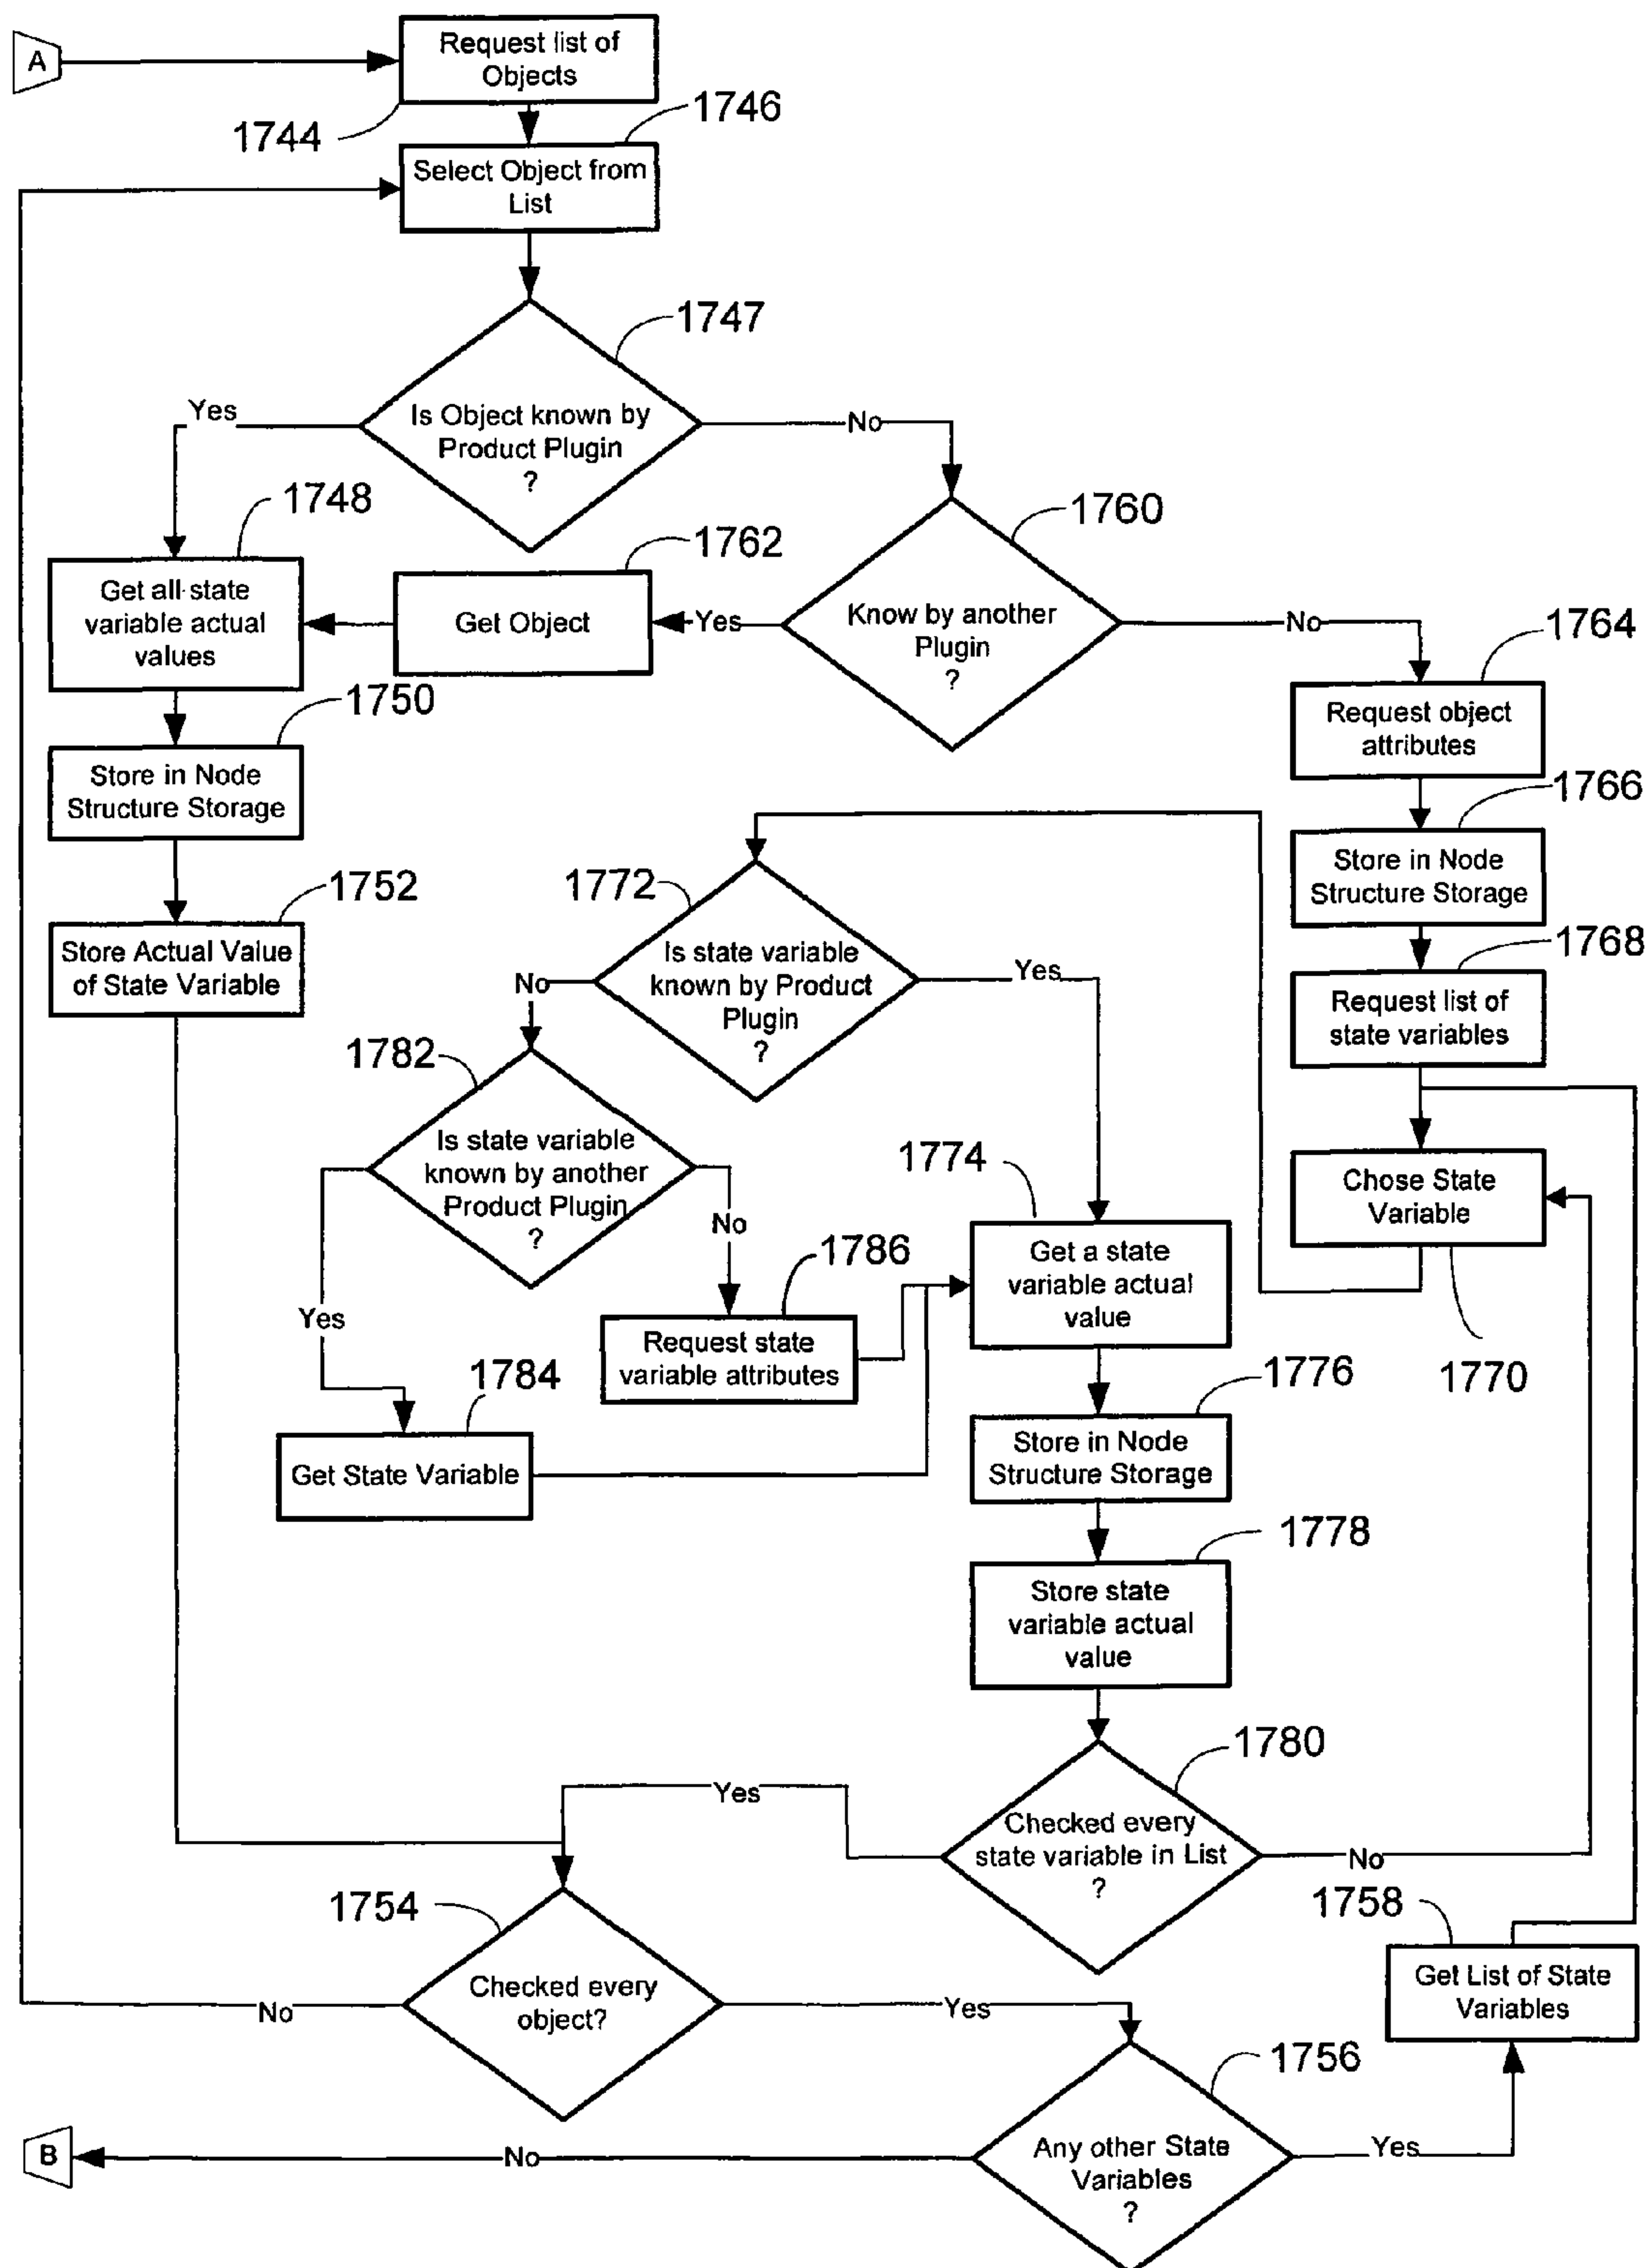 A
Request list of
Objects
1744
1746
Select Object from
List
1747
Is Object known by
Product Plugin
?
Yes
No
1748
Get all state
variable actual
values
1762
Get Object
Yes
1760
Know by another
Plugin
?
No
1764
Request object
attributes
1750
Store in Node
Structure Storage
1766
Store in Node
Structure Storage
1752
Store Actual Value
of State Variable
1772
Is state variable
known by Product
Plugin
?
No
Yes
1768
Request list of
state variables
1782
Is state variable
known by another
Product Plugin
?
Yes
No
1774
Get a state
variable actual
value
Chose State
Variable
1770
1786
Request state
variable attributes
1784
Get State Variable
1776
Store in Node
Structure Storage
1778
Store state
variable actual
value
1780
Checked every
state variable in List
?
Yes
No
1754
Checked every
object?
No
Yes
1758
Get List of State
Variables
1756
Any other State
Variables
?
Yes
No
B